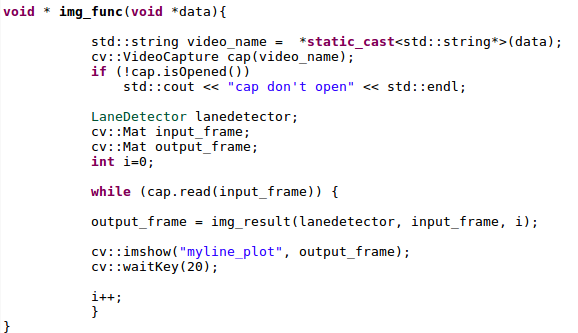 void * img_func(void *data){
std::string video_name =  *static_cast<std::string*>(data);
cv::VideoCapture cap(video_name);
if (!cap.isOpened())
std::cout << "cap don't open" << std::endl;
LaneDetector lanedetector;
cv::Mat input_frame;
cv::Mat output_frame;
int i=0;
while (cap.read(input_frame)) {
output_frame = img_result(lanedetector, input_frame, i);
cv::imshow("myline_plot", output_frame);
cv::waitKey(20);
i++;
}
}